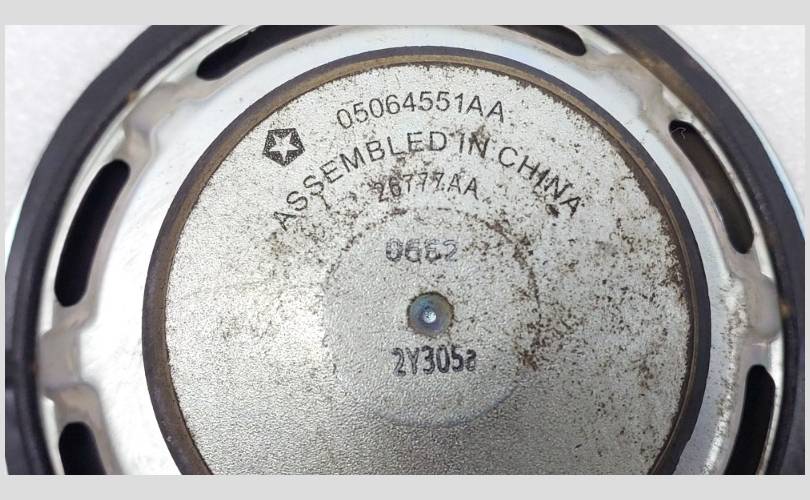 05064551AA
ASSEMBLED IN CHINA
26777AA
0662
2Y305a